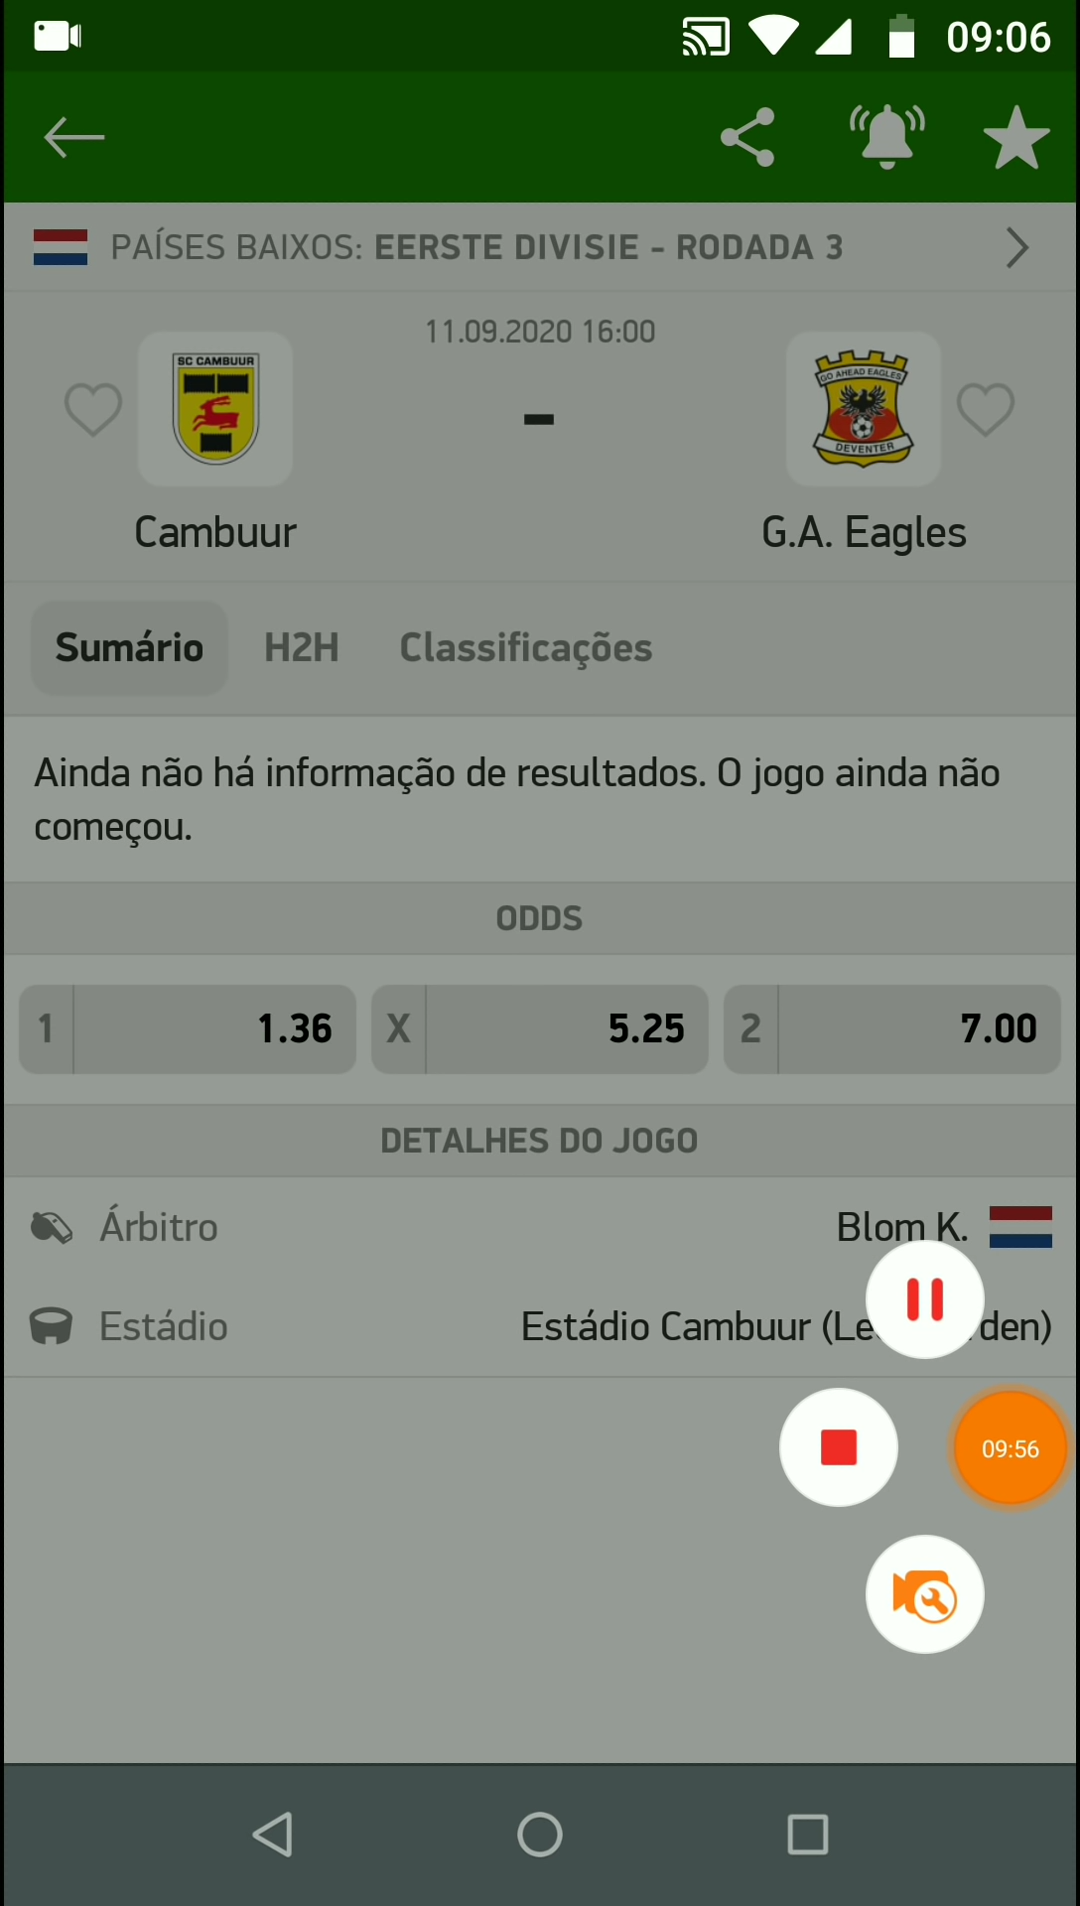 09:06
PAÍSES BAIXOS: EERSTE DIVISIE - RODADA 3
11.09.2020 16:00
SC CAMBUUR
-
GO AHEAD EAGLES
DEVENTER
Cambuur
G.A. Eagles
Sumário H2H Classificações
Ainda não há informação de resultados. O jogo ainda não
começou.
ODDS
1 1.36 X 5.25 2 7.00
DETALHES DO JOGO
Árbitro Blom K.
Estádio Estádio Cambuur (Le den)
09:56